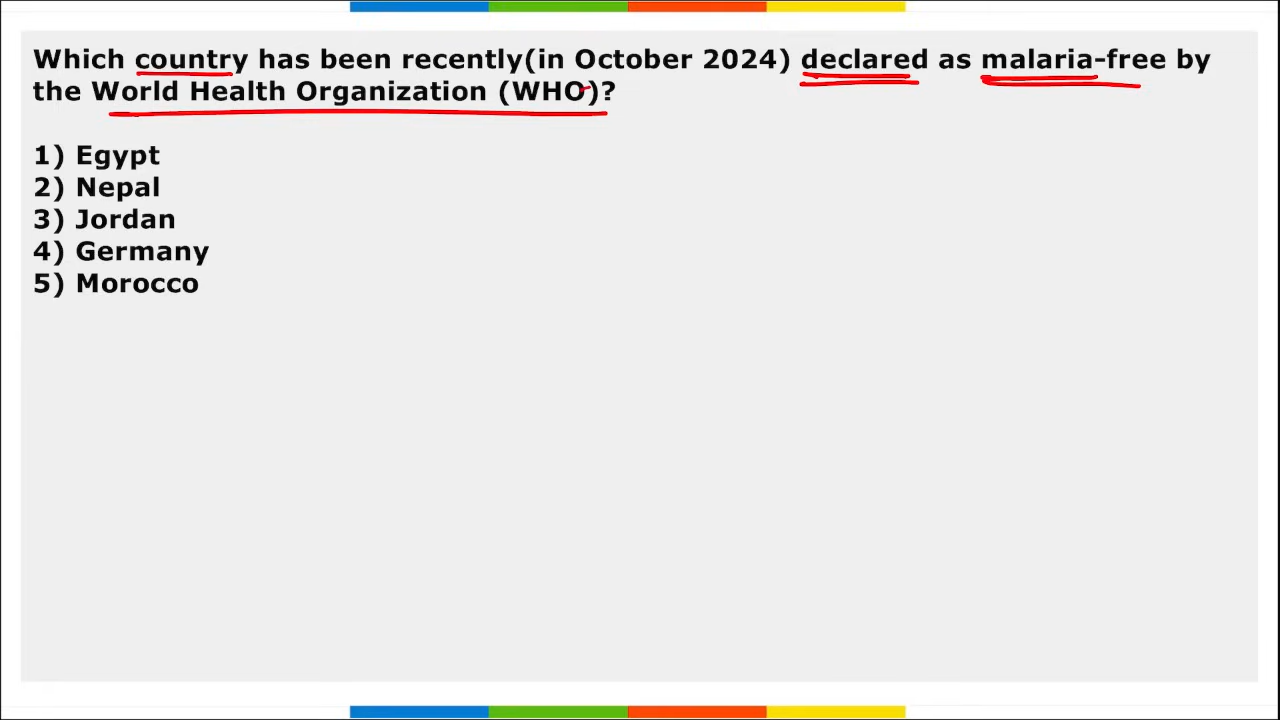 Which country has been recently(in October 2024) declared as malaria-free by
the World Health Organization (WHO)?
1) Egypt
2) Nepal
3) Jordan
4) Germany
5) Morocco